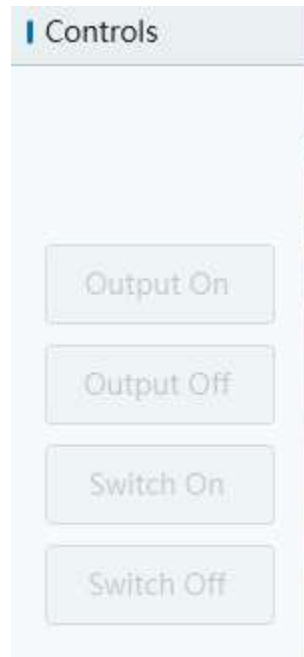 Controls
Output On
Output Off
Switch On
Switch Off